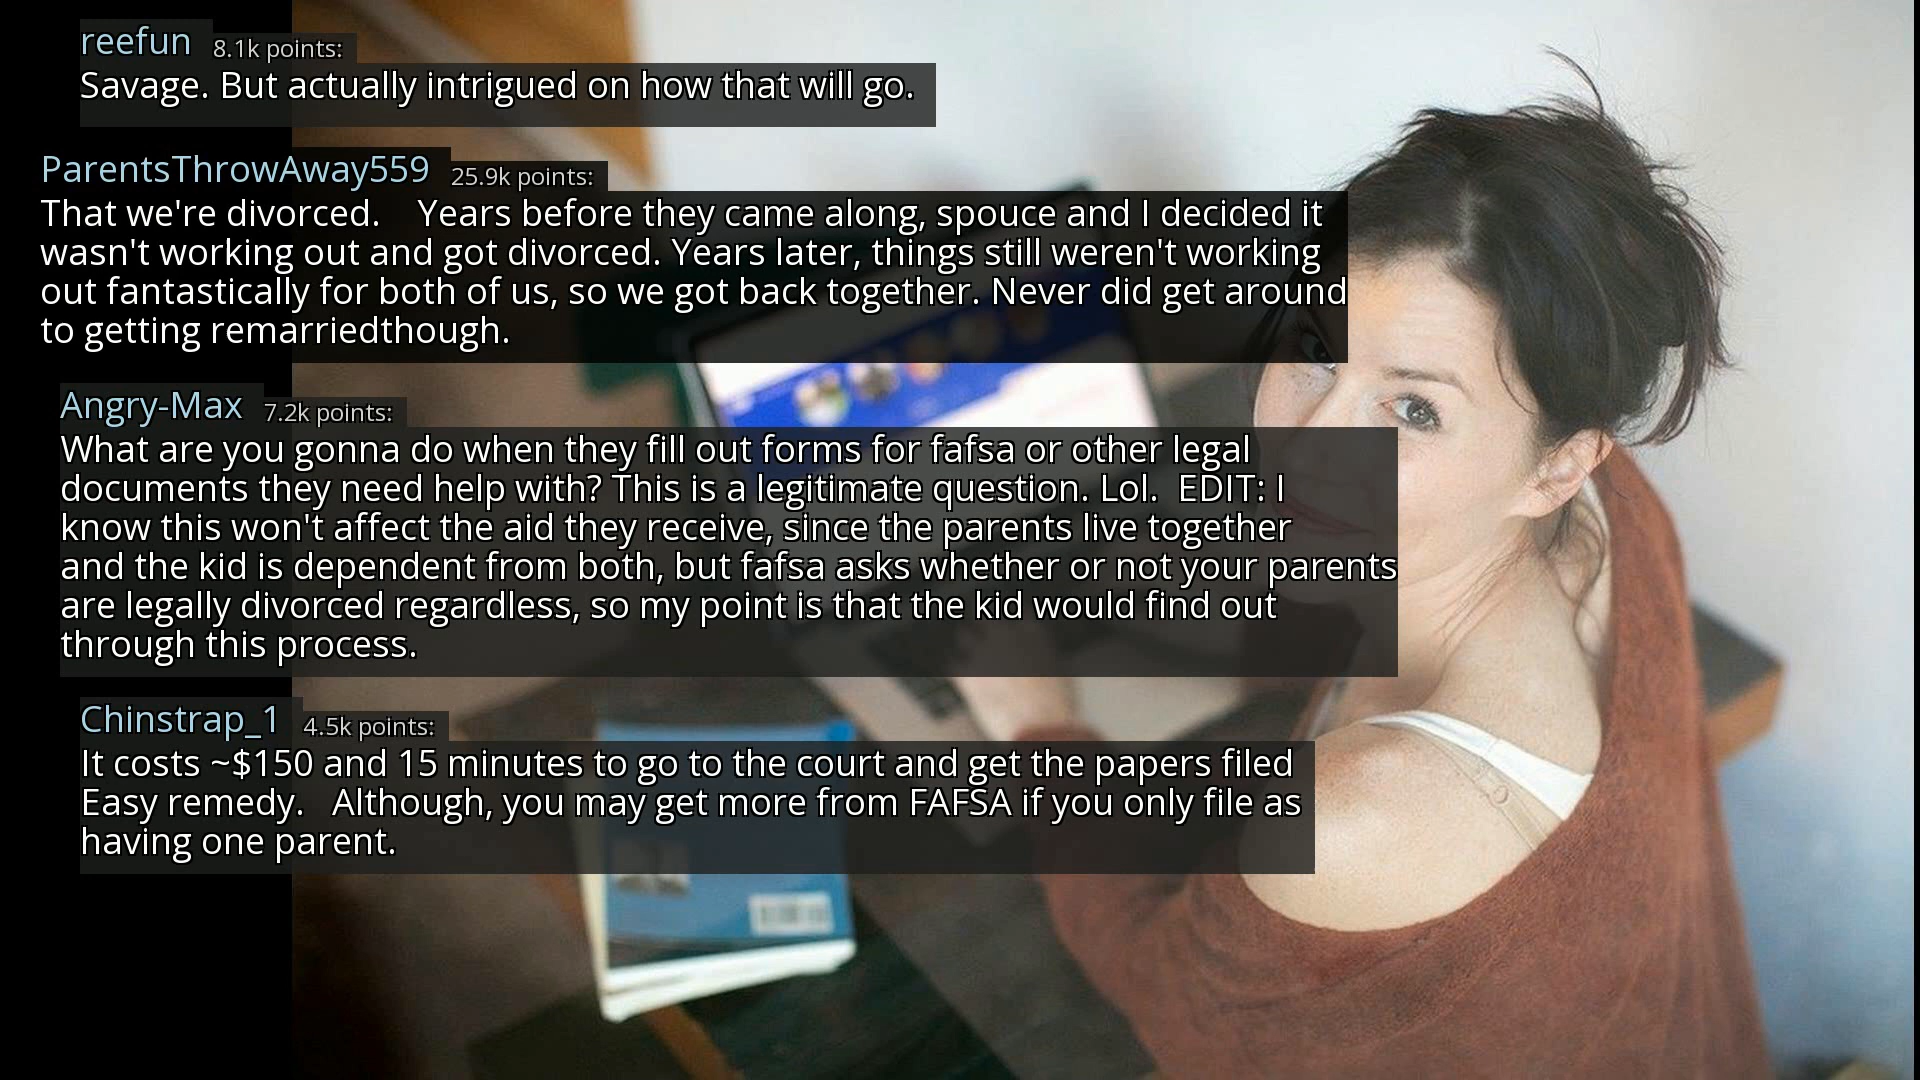 reefun 8.1k points:
Savage. But actually intrigued on how that will go.
ParentsThrowAway559 25.9k points:
That we're divorced.    Years before they came along, spouce and I decided it
wasn't working out and got divorced. Years later, things still weren't working
out fantastically for both of us, so we got back together. Never did get around
to getting remarriedthough.
Angry-Max 7.2k points:
What are you gonna do when they fill out forms for fafsa or other legal
documents they need help with? This is a legitimate question. Lol.  EDIT: I
know this won't affect the aid they receive, since the parents live together
and the kid is dependent from both, but fafsa asks whether or not your parents
are legally divorced regardless, so my point is that the kid would find out
through this process.
Chinstrap_1 4.5k points:
It costs ~$150 and 15 minutes to go to the court and get the papers filed
Easy remedy.   Although, you may get more from FAFSA if you only file as
having one parent.